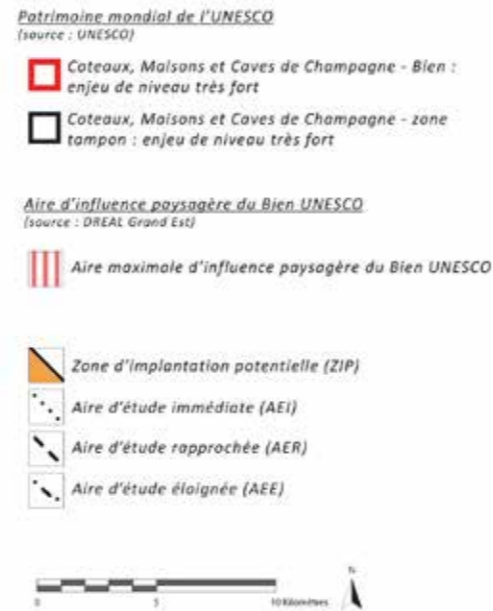 Patrimoine mondial de l'UNESCO
(source : UNESCO)
Coteaux, Maisons et Caves de Champagne - Bien :
enjeu de niveau très fort
Coteaux, Maisons et Caves de Champagne - zone
tampon : enjeu de niveau très fort
Aire d'influence paysagère du Bien UNESCO
(source : DREAL Grand Est)
Aire maximale d'influence paysagère du Bien UNESCO
Zone d'implantation potentielle (ZIP)
Aire d'étude immédiate (AEI)
Aire d'étude rapprochée (AER)
Aire d'étude éloignée (AEE)
N
0 5 10 Kilomètres